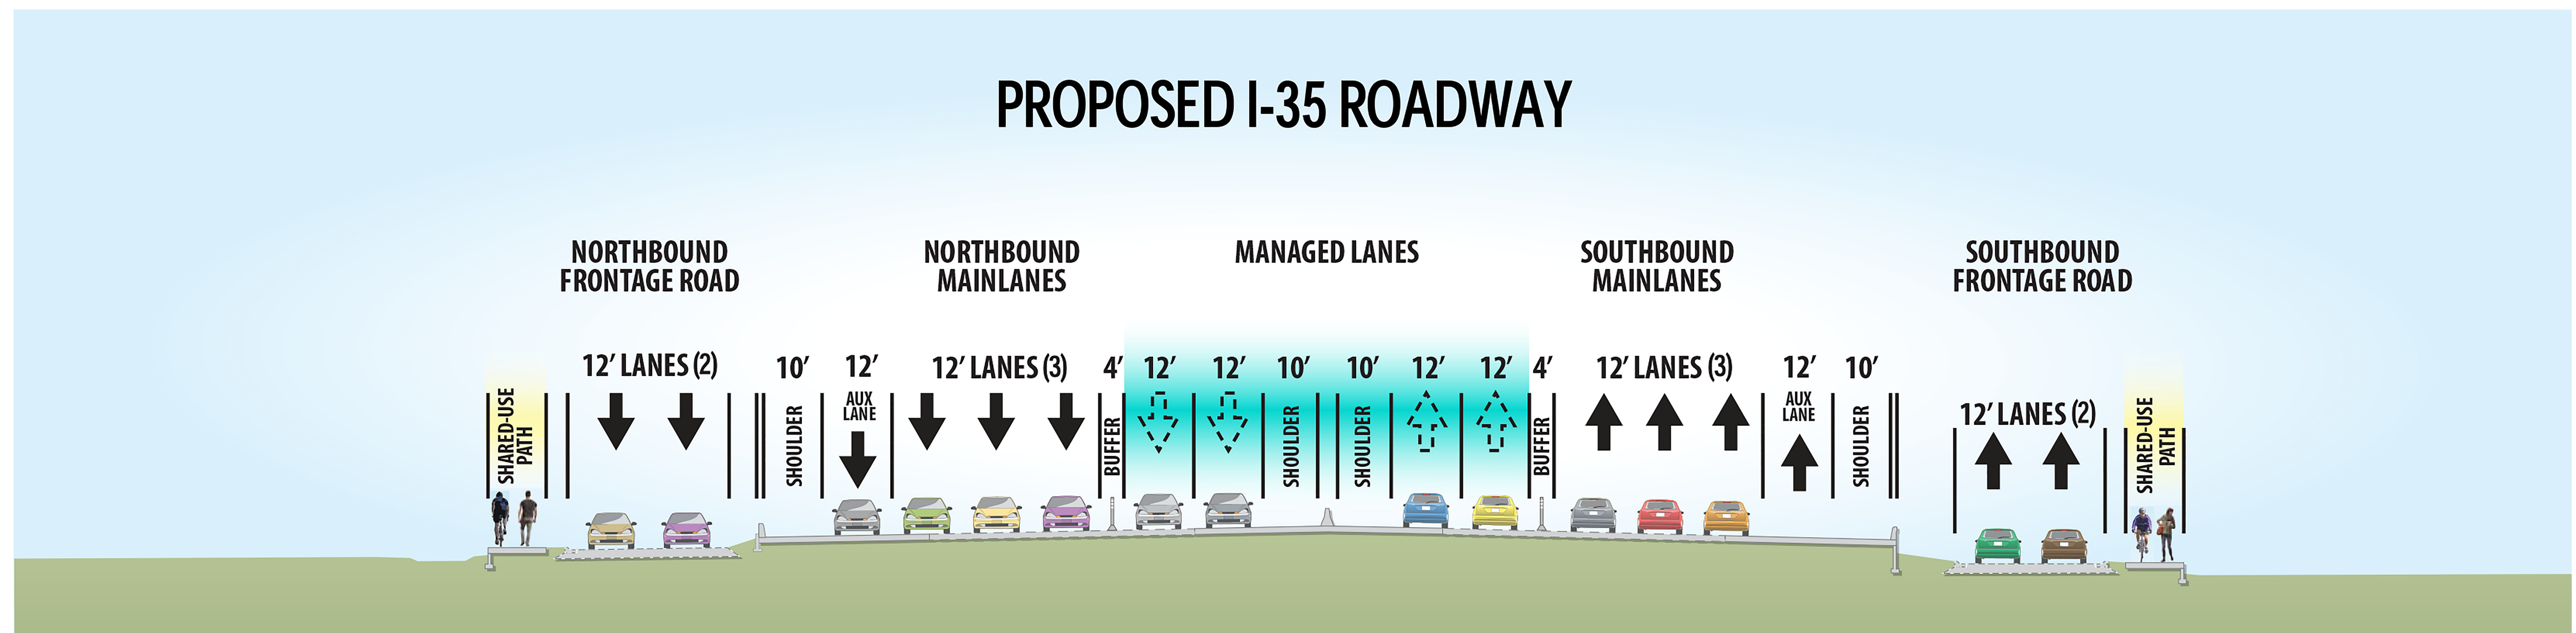 PROPOSED I-35 ROADWAY
NORTHBOUND
FRONTAGE ROAD
NORTHBOUND
MAINLANES
MANAGED LANES
SOUTHBOUND
MAINLANES
SOUTHBOUND
FRONTAGE ROAD
SHARED-USE
PATH
12′ LANES (2)
10′
SHOULDER
12′
AUX
LANE
12′ LANES (3)
4′
BUFFER
12′
12′
10′
SHOULDER
10′
SHOULDER
12′
12′
4′
BUFFER
12′ LANES (3)
12′
AUX
LANE
10′
SHOULDER
12′ LANES (2)
SHARED-USE
PATH